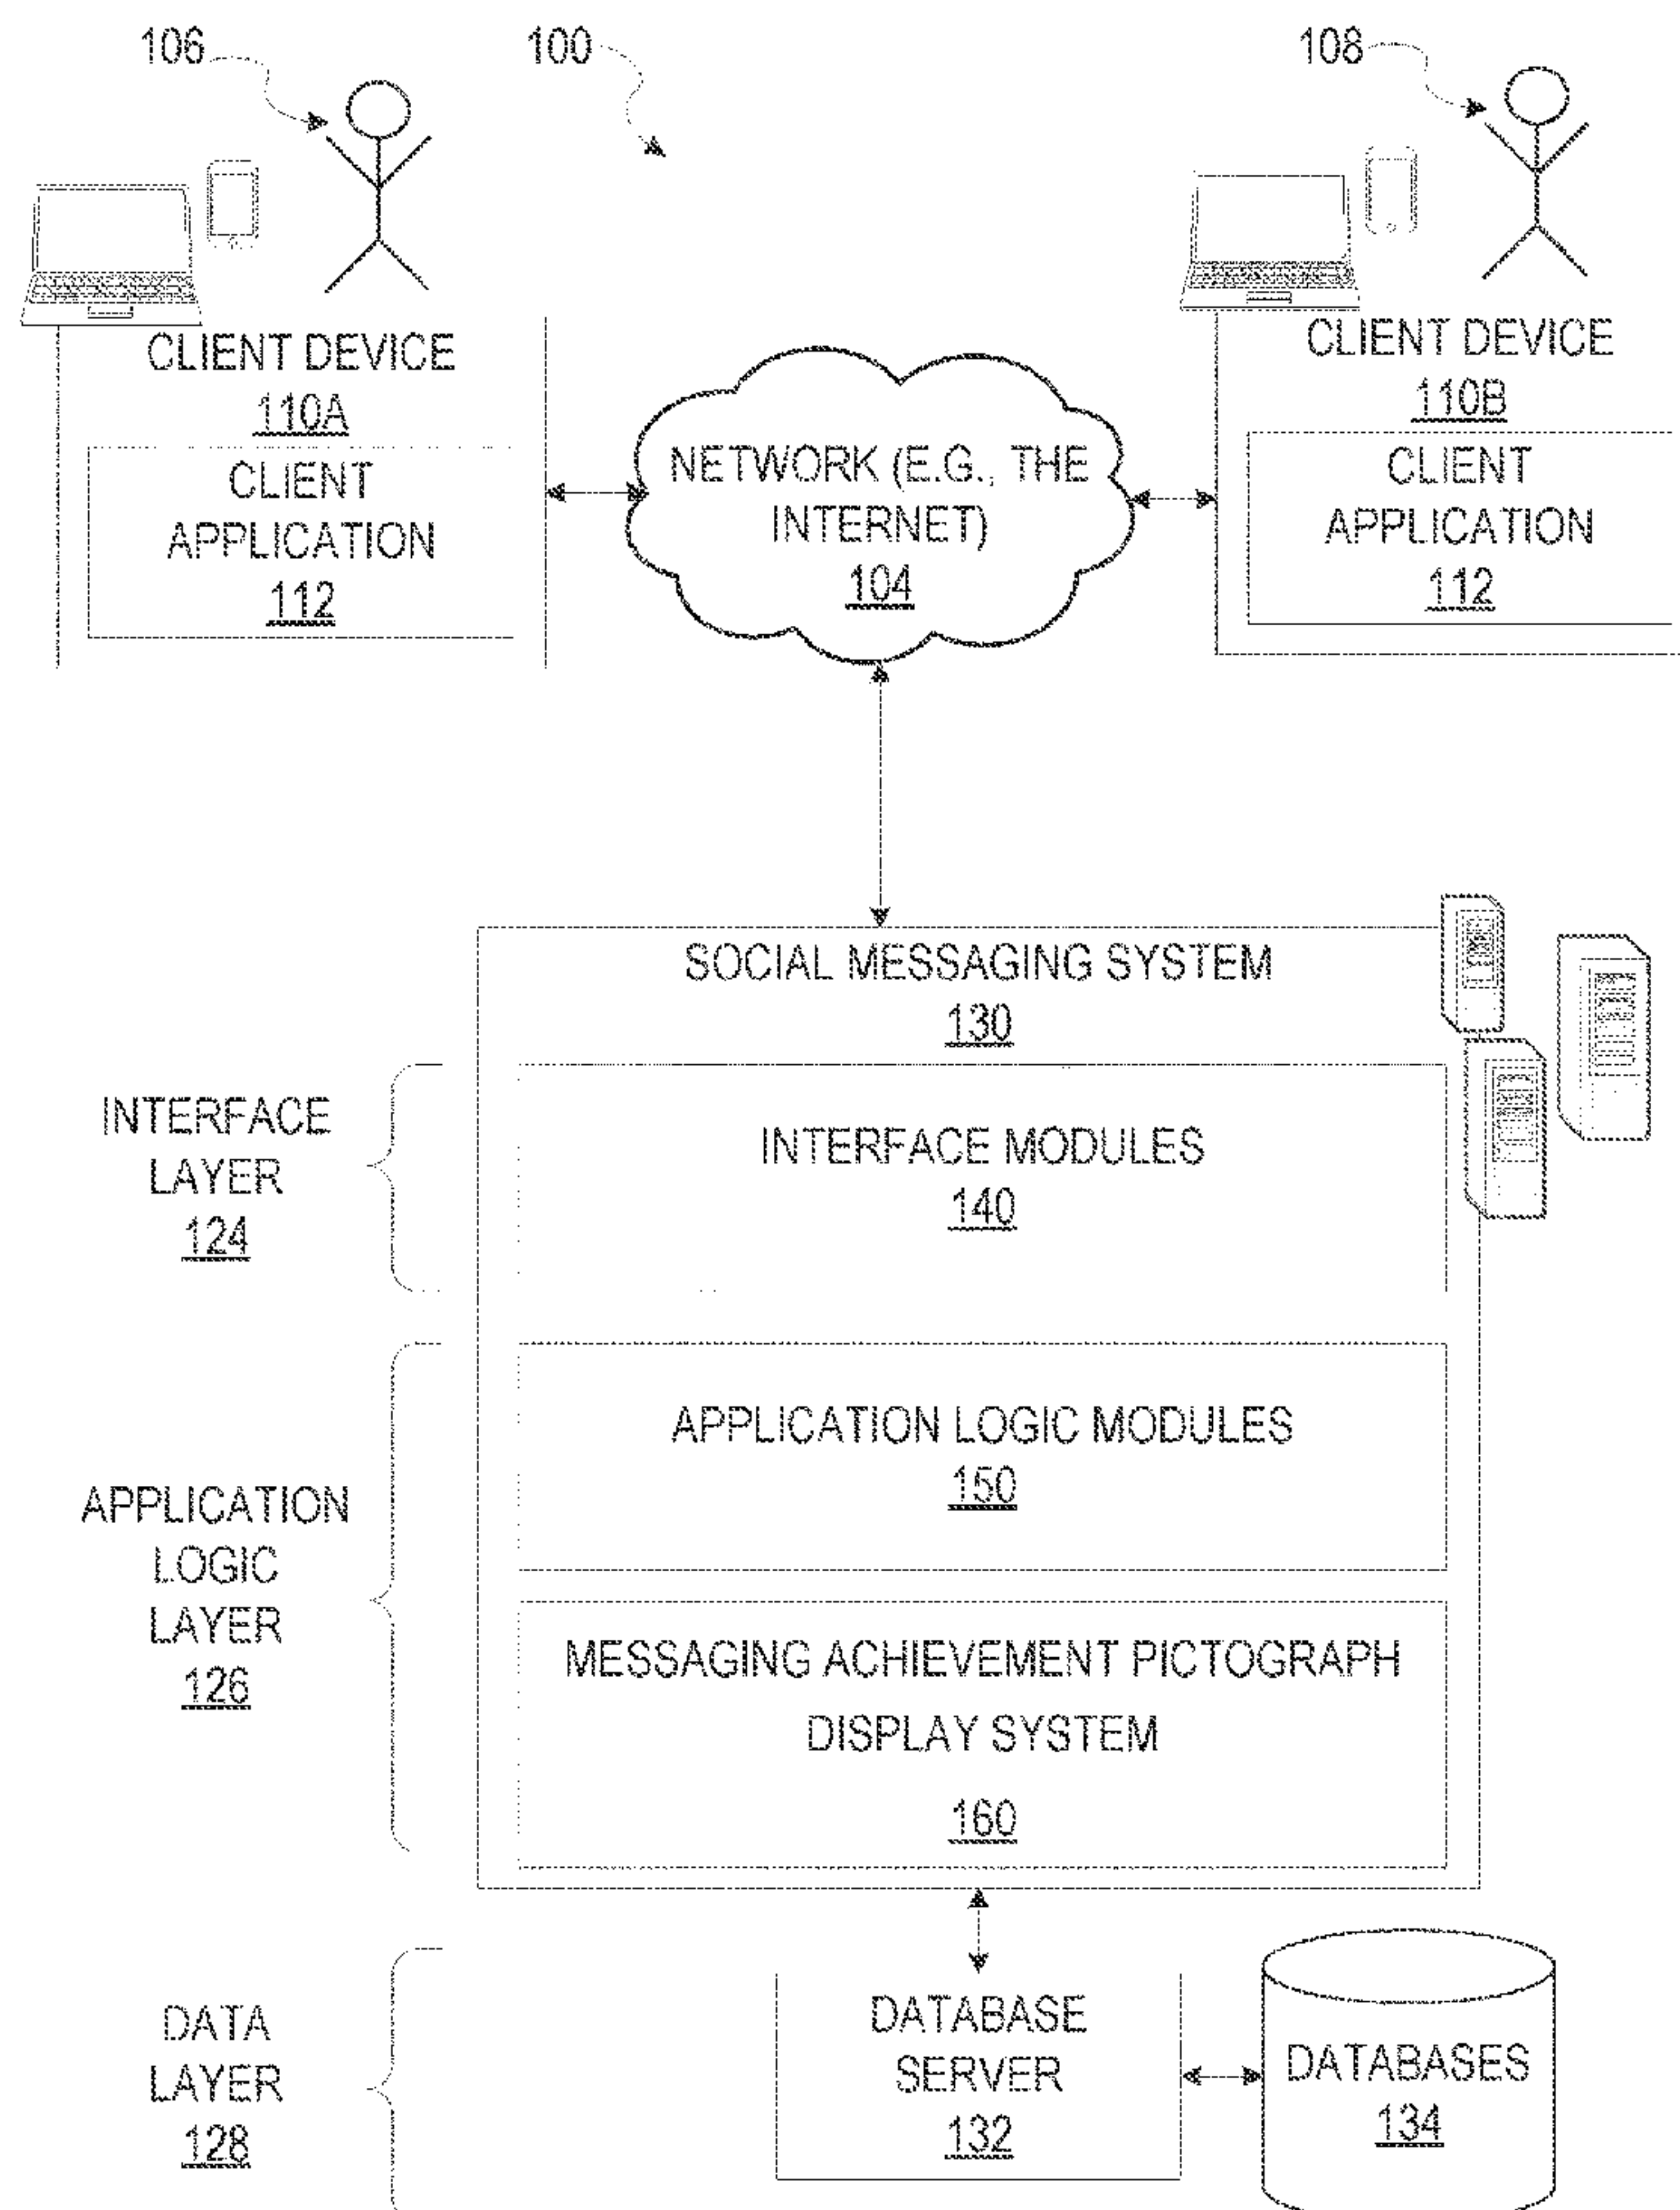 106
100
108
CLIENT DEVICE
110A
CLIENT
APPLICATION
112
NETWORK (E.G., THE
INTERNET)
104
CLIENT DEVICE
110B
CLIENT
APPLICATION
112
SOCIAL MESSAGING SYSTEM
130
INTERFACE
LAYER
124
INTERFACE MODULES
140
APPLICATION
LOGIC
LAYER
126
APPLICATION LOGIC MODULES
150
MESSAGING ACHIEVEMENT PICTOGRAPH
DISPLAY SYSTEM
160
DATA
LAYER
128
DATABASE
SERVER
132
DATABASES
134